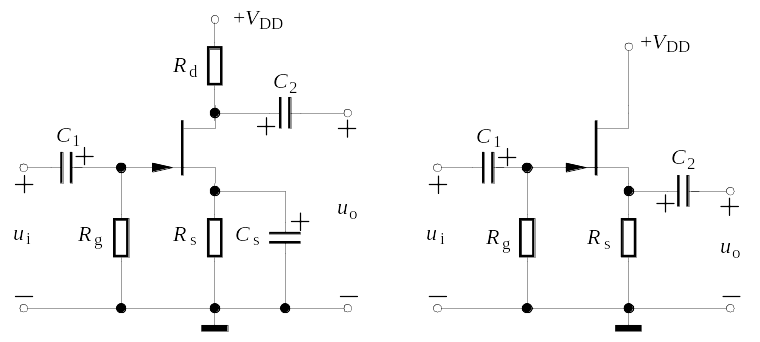 +V_DD
R_d
C_2
+
+
C_1
+
+
u_i
R_g
R_s
C_s
+
u_o
−
−
+V_DD
C_1
+
+
C_2
+
+
u_i
R_g
R_s
u_o
−
−